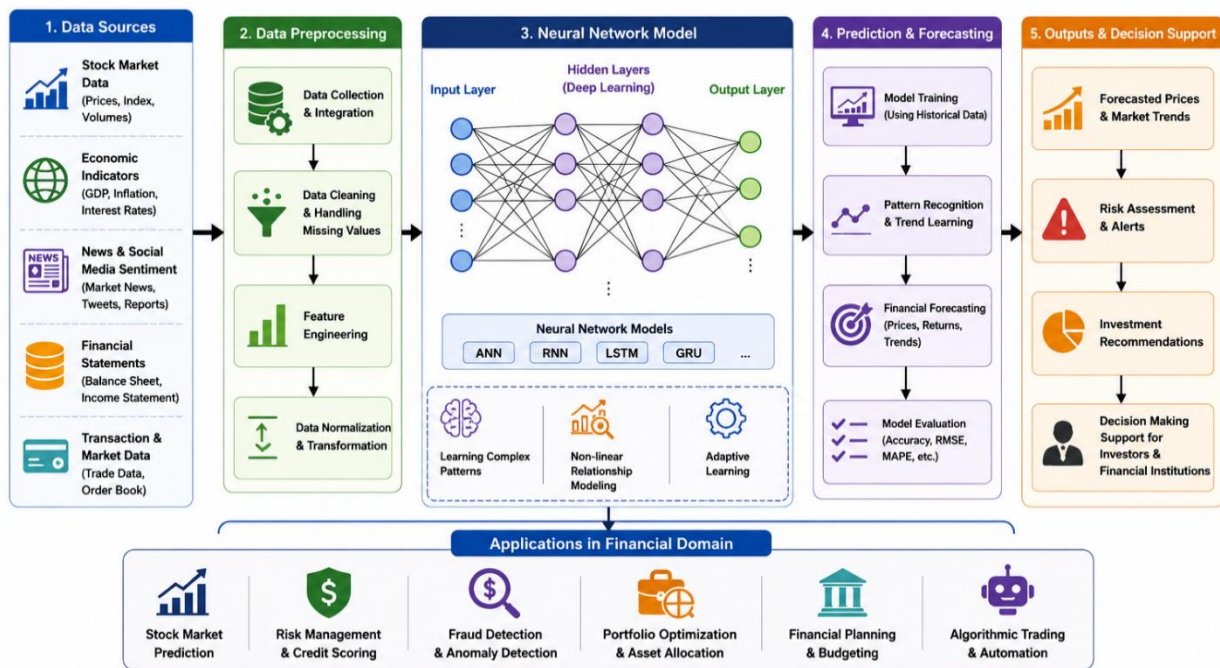 1. Data Sources
Stock Market
Data
(Prices, Index,
Volumes)
Economic
Indicators
(GDP, Inflation,
Interest Rates)
NEWS
News & Social
Media Sentiment
(Market News,
Tweets, Reports)
Financial
Statements
(Balance Sheet,
Income Statement)
Transaction &
Market Data
(Trade Data,
Order Book)
2. Data Preprocessing
Data Collection
& Integration
Data Cleaning
& Handling
Missing Values
Feature
Engineering
Data Normalization
& Transformation
3. Neural Network Model
Input Layer
Hidden Layers
(Deep Learning)
Output Layer
Neural Network Models
ANN
RNN
LSTM
GRU
...
Learning Complex
Patterns
Non-linear
Relationship
Modeling
Adaptive
Learning
4. Prediction & Forecasting
Model Training
(Using Historical Data)
Pattern Recognition
& Trend Learning
Financial Forecasting
(Prices, Returns,
Trends)
Model Evaluation
(Accuracy, RMSE,
MAPE, etc.)
5. Outputs & Decision Support
Forecasted Prices
& Market Trends
Risk Assessment
& Alerts
Investment
Recommendations
Decision Making
Support for
Investors &
Financial Institutions
Applications in Financial Domain
Stock Market
Prediction
$
Risk Management
& Credit Scoring
$
Fraud Detection
& Anomaly Detection
Portfolio Optimization
& Asset Allocation
Financial Planning
& Budgeting
Algorithmic Trading
& Automation